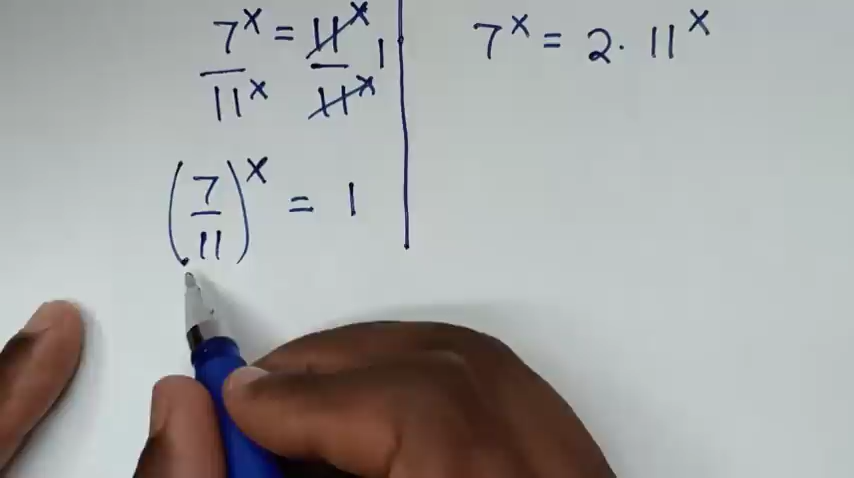 7^x = 11^x 1
11^x 11^x
(7/11)^x = 1
7^x = 2 · 11^x